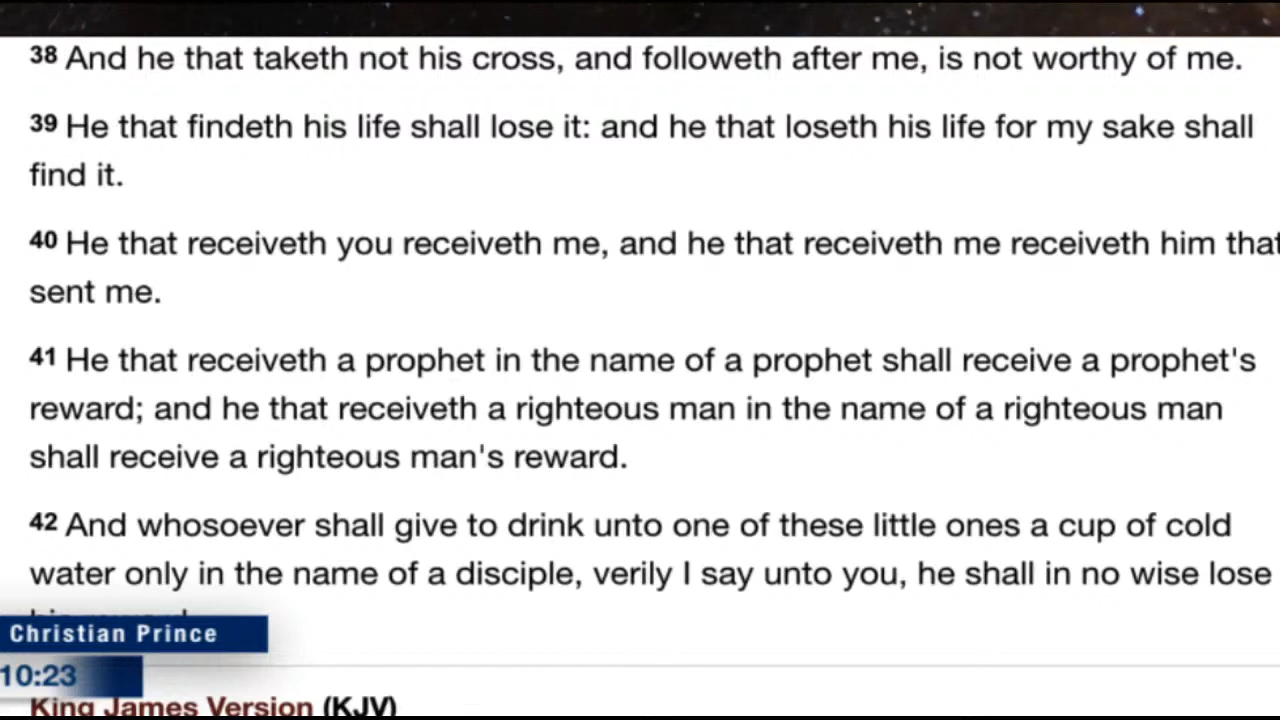 38 And he that taketh not his cross, and followeth after me, is not worthy of me.
39 He that findeth his life shall lose it: and he that loseth his life for my sake shall
find it.
40 He that receiveth you receiveth me, and he that receiveth me receiveth him that
sent me.
41 He that receiveth a prophet in the name of a prophet shall receive a prophet's
reward; and he that receiveth a righteous man in the name of a righteous man
shall receive a righteous man's reward.
42 And whosoever shall give to drink unto one of these little ones a cup of cold
water only in the name of a disciple, verily I say unto you, he shall in no wise lose
Christian Prince
10:23
King James Version (KJV)